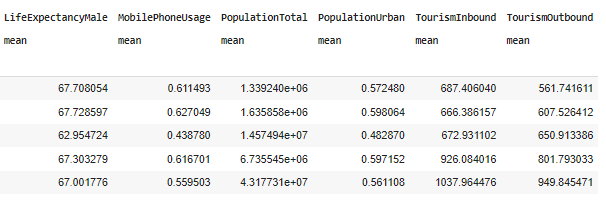 LifeExpectancyMale MobilePhoneUsage PopulationTotal PopulationUrban TourismInbound TourismOutbound
mean mean mean mean mean mean
67.708054 0.611493 1.339240e+06 0.572480 687.406040 561.741611
67.728597 0.627049 1.635858e+06 0.598064 666.386157 607.526412
62.954724 0.438780 1.457494e+07 0.482870 672.931102 650.913386
67.303279 0.616701 6.735545e+06 0.597152 926.084016 801.793033
67.001776 0.559503 4.317731e+07 0.561108 1037.964476 949.845471